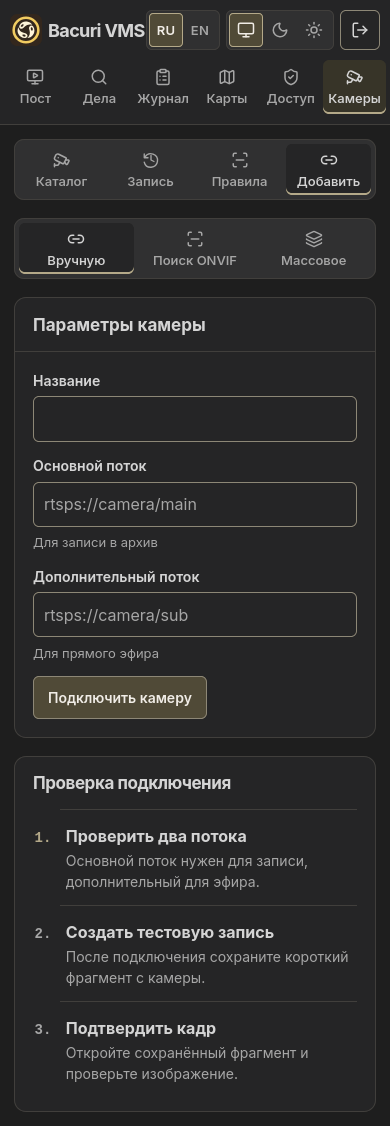 Bacuri VMS RU EN
Пост Дела Журнал Карты Доступ Камеры
Каталог Запись Правила Добавить
Вручную Поиск ONVIF Массовое
Параметры камеры
Название
Основной поток
rtsps://camera/main
Для записи в архив
Дополнительный поток
rtsps://camera/sub
Для прямого эфира
Подключить камеру
Проверка подключения
1. Проверить два потока
Основной поток нужен для записи,
дополнительный для эфира.
2. Создать тестовую запись
После подключения сохраните короткий
фрагмент с камеры.
3. Подтвердить кадр
Откройте сохранённый фрагмент и
проверьте изображение.